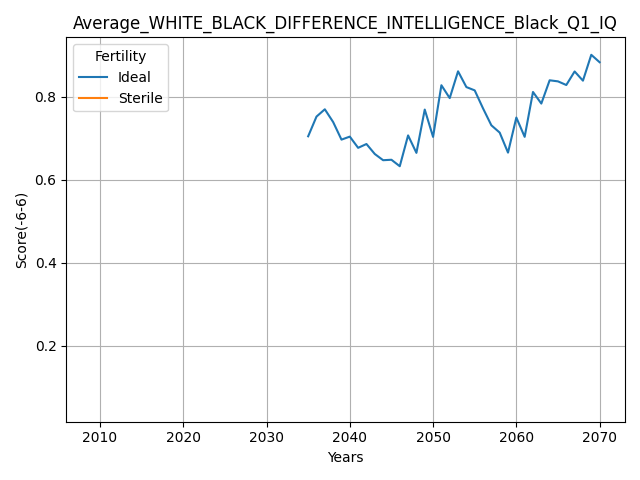 Average_WHITE_BLACK_DIFFERENCE_INTELLIGENCE_Black_Q1_IQ
Fertility
Ideal
Sterile
Score(-6-6)
0.8
0.6
0.4
0.2
2010 2020 2030 2040 2050 2060 2070
Years